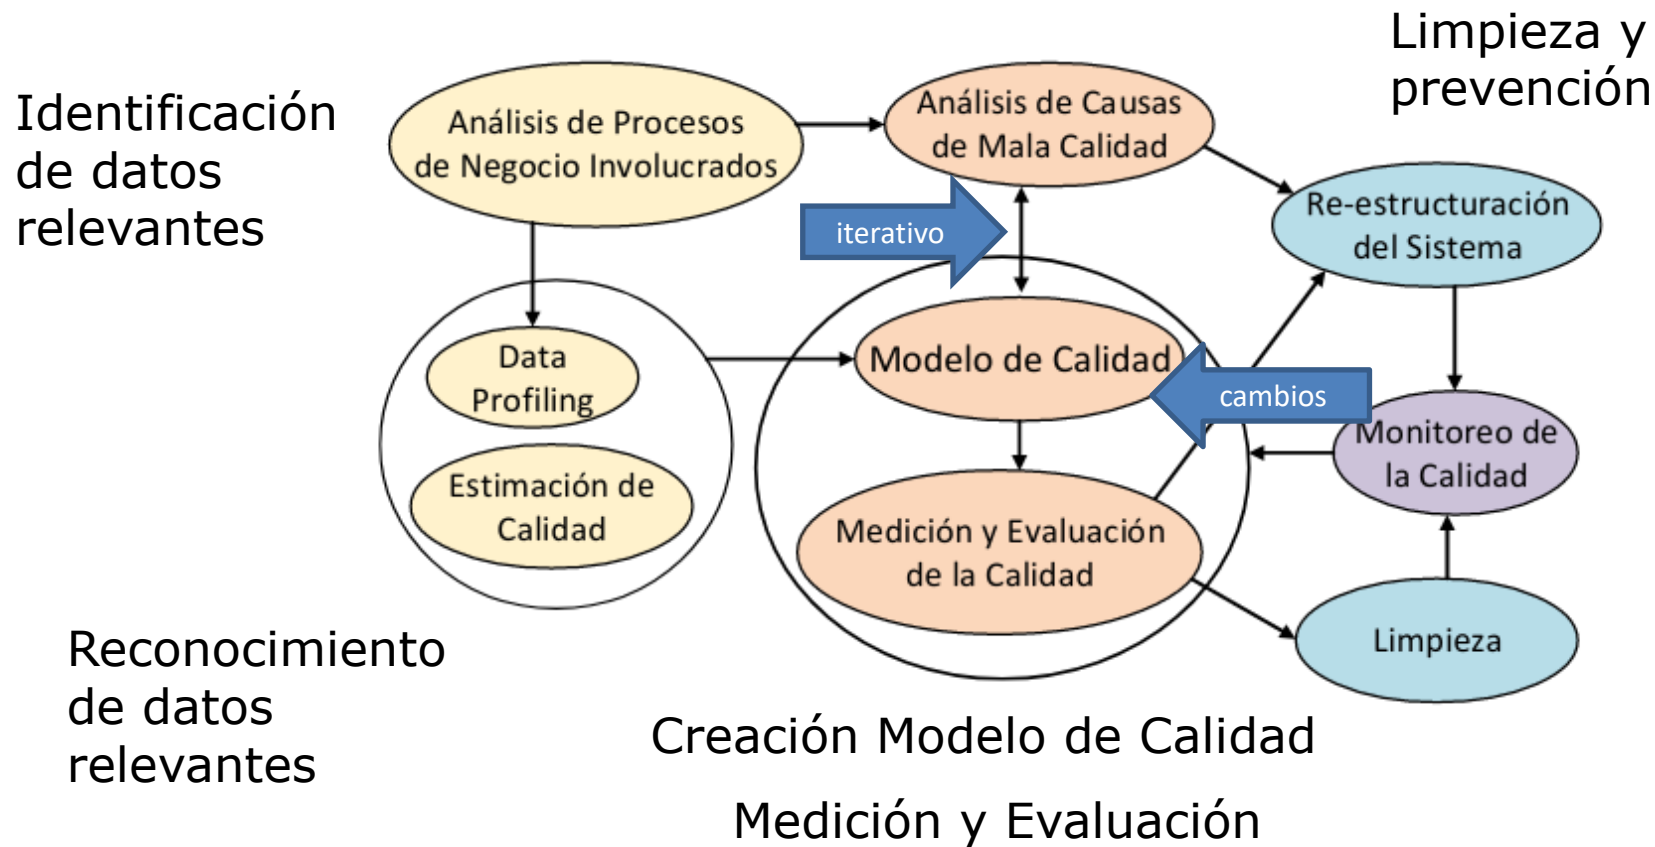 Limpieza y
prevención
Identificación
de datos
relevantes
Análisis de Procesos
de Negocio Involucrados
Análisis de Causas
de Mala Calidad
Re-estructuración
del Sistema
iterativo
Data
Profiling
Modelo de Calidad
cambios
Monitoreo de
la Calidad
Estimación de
Calidad
Medición y Evaluación
de la Calidad
Limpieza
Reconocimiento
de datos
relevantes
Creación Modelo de Calidad
Medición y Evaluación